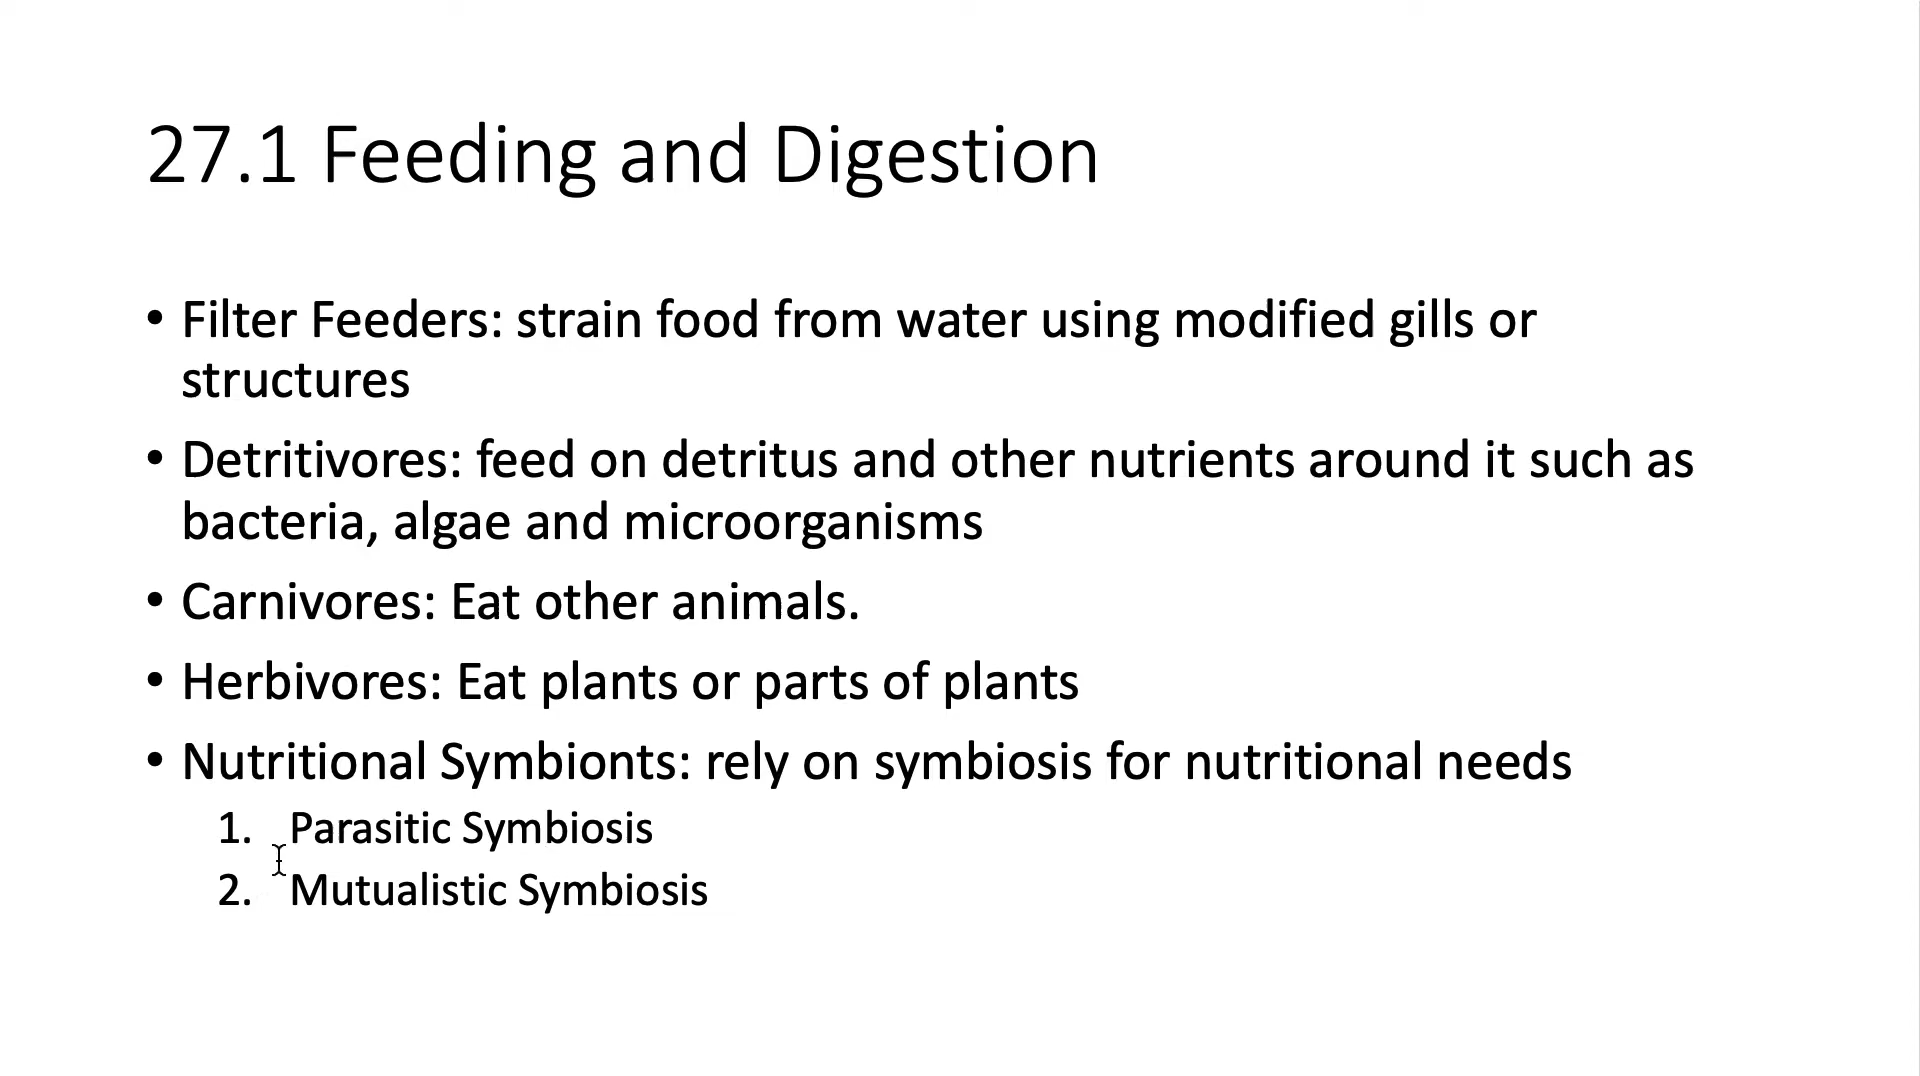 27.1 Feeding and Digestion
• Filter Feeders: strain food from water using modified gills or
structures
• Detritivores: feed on detritus and other nutrients around it such as
bacteria, algae and microorganisms
• Carnivores: Eat other animals.
• Herbivores: Eat plants or parts of plants
• Nutritional Symbionts: rely on symbiosis for nutritional needs
1. Parasitic Symbiosis
2. Mutualistic Symbiosis